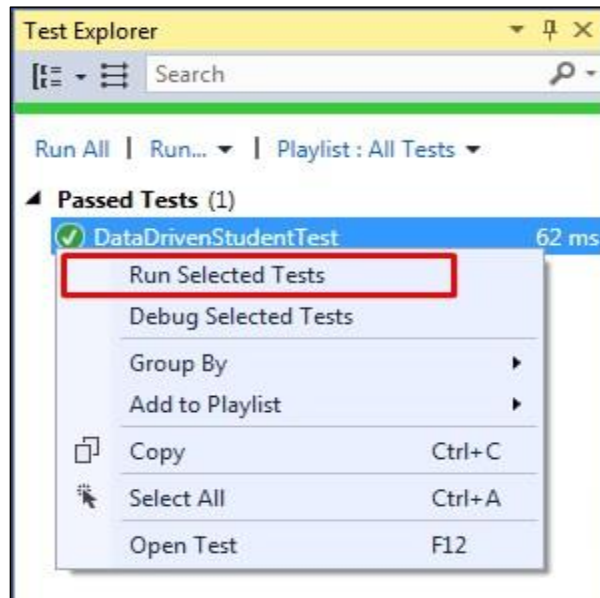 Test Explorer
Search
Run All | Run... | Playlist : All Tests
Passed Tests (1)
DataDrivenStudentTest 62 ms
Run Selected Tests
Debug Selected Tests
Group By
Add to Playlist
Copy Ctrl+C
Select All Ctrl+A
Open Test F12